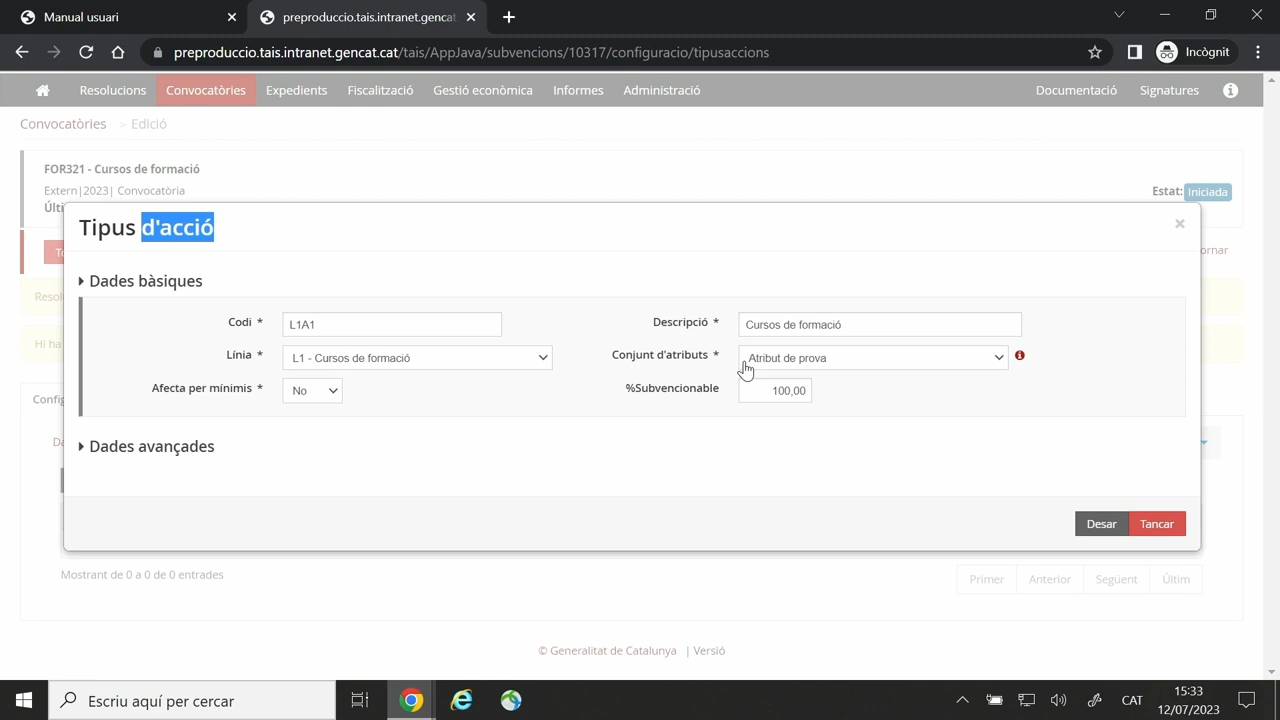 Manual usuari
preproduccio.tais.intranet.gencat
preproduccio.tais.intranet.gencat.cat/tais/AppJava/subvencions/10317/configuracio/tipusaccions
Incògnit
Resolucions Convocatòries Expedients Fiscalització Gestió econòmica Informes Administració Documentació Signatures
Convocatòries > Edició
FOR321 - Cursos de formació
Extern|2023| Convocatòria
Estat: Iniciada
Tipus d'acció
×
Dades bàsiques
Codi * L1A1 Descripció * Cursos de formació
Línia * L1 - Cursos de formació Conjunt d'atributs * Atribut de prova
Afecta per mínimis * No %Subvencionable 100,00
Dades avançades
Desar Tancar
Hi ha
Mostrant de 0 a 0 de 0 entrades
Primer Anterior Següent Últim
© Generalitat de Catalunya | Versió
Escriu aquí per cercar
CAT
15:33
12/07/2023